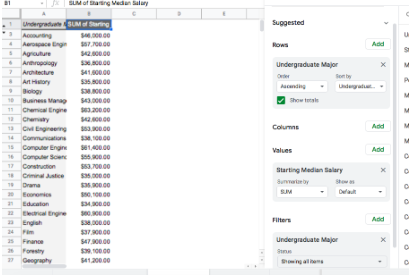 B1 fx SUM of Starting Median Salary
A B C D E
1 Undergraduate M SUM of Starting
3 Accounting $46,000.00
4 Aerospace Engin $57,700.00
5 Agriculture $42,600.00
6 Anthropology $36,800.00
7 Architecture $41,600.00
8 Art History $35,800.00
9 Biology $38,800.00
10 Business Manag $43,000.00
11 Chemical Engine $63,200.00
12 Chemistry $42,600.00
13 Civil Engineering $53,900.00
14 Communications $38,100.00
15 Computer Engine $61,400.00
16 Computer Scienc $55,900.00
17 Construction $53,700.00
18 Criminal Justice $35,000.00
19 Drama $35,900.00
20 Economics $50,100.00
21 Education $34,900.00
22 Electrical Engine $60,900.00
23 English $38,000.00
24 Film $37,900.00
25 Finance $47,900.00
26 Forestry $39,100.00
27 Geography $41,200.00
Suggested
Rows Add
Undergraduate Major
Order Sort by
Ascending Undergraduat...
Show totals
Columns Add
Values Add
Starting Median Salary
Summarize by Show as
SUM Default
Filters Add
Undergraduate Major
Status
Showing all items